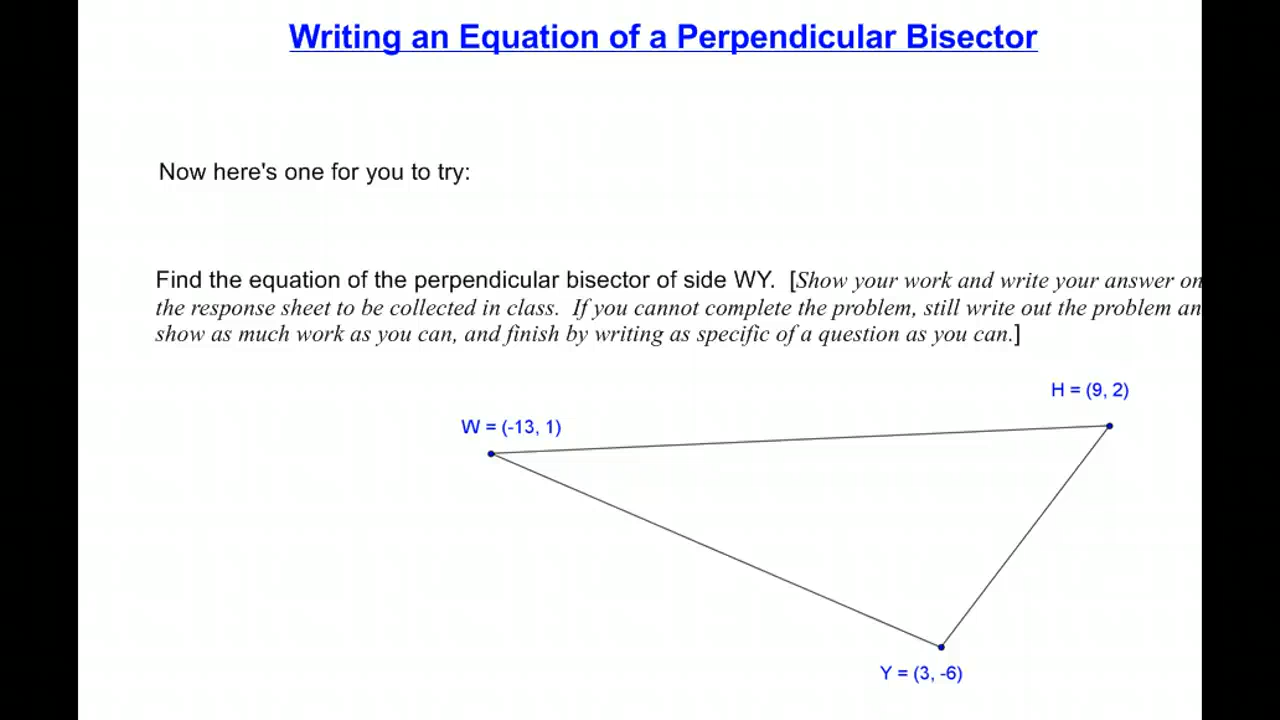 Writing an Equation of a Perpendicular Bisector
Now here's one for you to try:
Find the equation of the perpendicular bisector of side WY. [Show your work and write your answer on
the response sheet to be collected in class. If you cannot complete the problem, still write out the problem an
show as much work as you can, and finish by writing as specific of a question as you can.]
H = (9, 2)
W = (-13, 1)
Y = (3, -6)